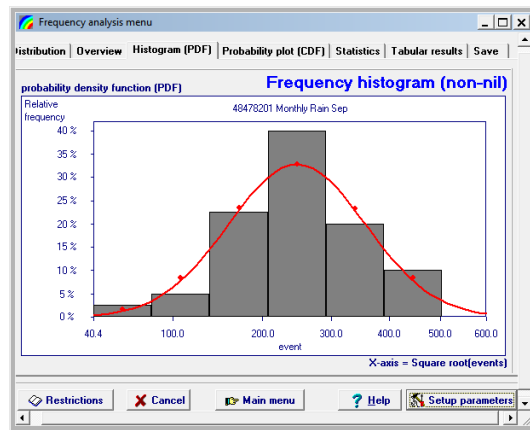 Frequency analysis menu
istribution Overview Histogram (PDF) Probability plot (CDF) Statistics Tabular results Save
probability density function (PDF) Frequency histogram (non-nil)
Relative
frequency
48478201 Monthly Rain Sep
40 %
35 %
30 %
25 %
20 %
15 %
10 %
5 %
0 %
40.4 100.0 200.0 300.0 400.0 500.0 600.0
event
X-axis = Square root(events)
Restrictions Cancel Main menu ? Help Setup parameters